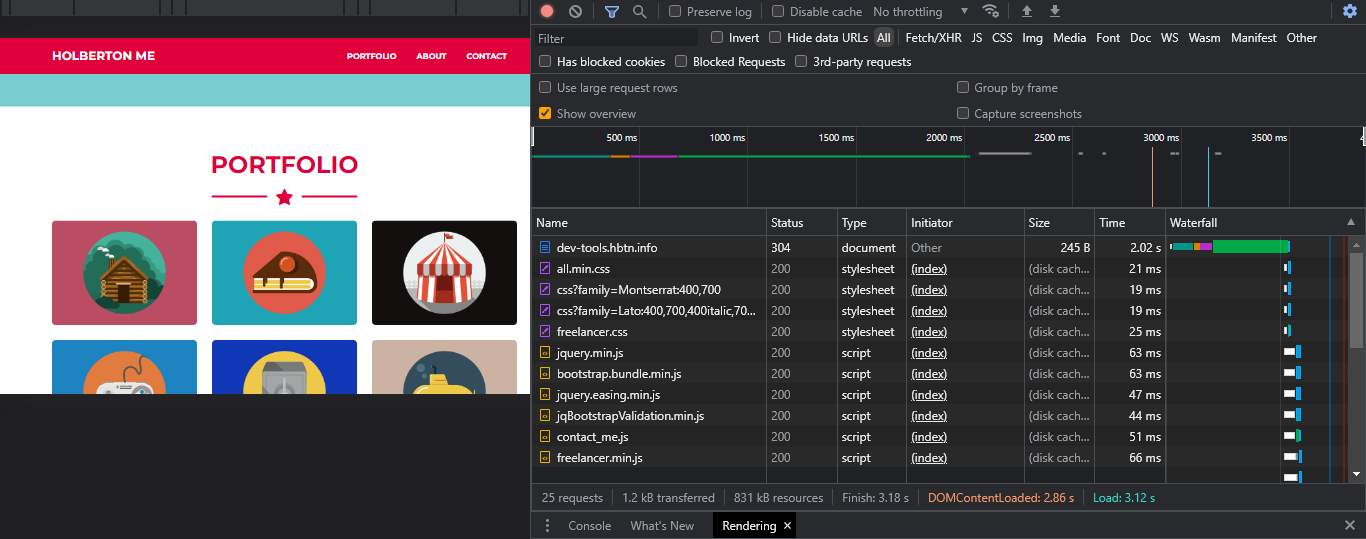 HOLBERTON ME
PORTFOLIO ABOUT CONTACT
PORTFOLIO
Preserve log Disable cache No throttling
Filter Invert Hide data URLs All Fetch/XHR JS CSS Img Media Font Doc WS Wasm Manifest Other
Has blocked cookies Blocked Requests 3rd-party requests
Use large request rows Group by frame
Show overview Capture screenshots
500 ms 1000 ms 1500 ms 2000 ms 2500 ms 3000 ms 3500 ms 4
Name Status Type Initiator Size Time Waterfall
dev-tools.hbtn.info 304 document Other 245 B 2.02 s
all.min.css 200 stylesheet (index) (disk cach... 21 ms
css?family=Montserrat:400,700 200 stylesheet (index) (disk cach... 19 ms
css?family=Lato:400,700,400italic,70... 200 stylesheet (index) (disk cach... 19 ms
freelancer.css 200 stylesheet (index) (disk cach... 25 ms
jquery.min.js 200 script (index) (disk cach... 63 ms
bootstrap.bundle.min.js 200 script (index) (disk cach... 63 ms
jquery.easing.min.js 200 script (index) (disk cach... 47 ms
jqBootstrapValidation.min.js 200 script (index) (disk cach... 44 ms
contact_me.js 200 script (index) (disk cach... 51 ms
freelancer.min.js 200 script (index) (disk cach... 66 ms
25 requests 1.2 kB transferred 831 kB resources Finish: 3.18 s DOMContentLoaded: 2.86 s Load: 3.12 s
Console What's New Rendering